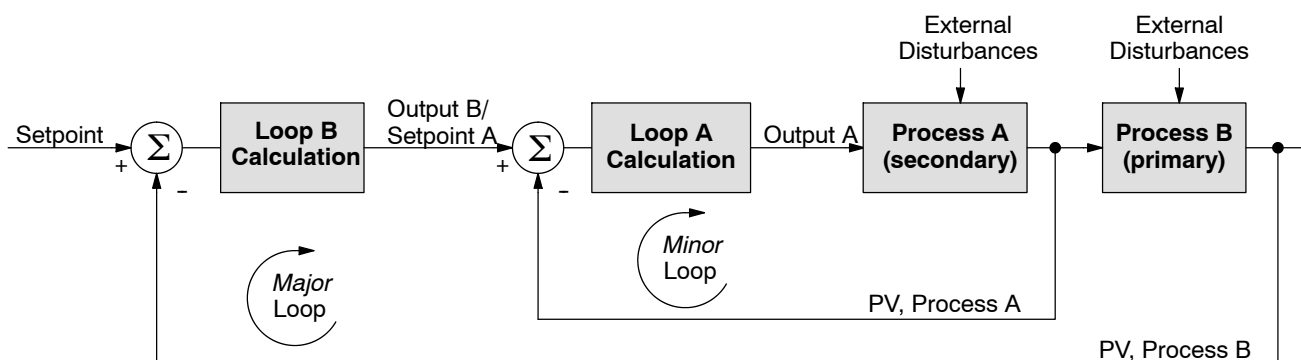 External
Disturbances
External
Disturbances
Setpoint
+
Σ
-
Loop B
Calculation
Output B/
Setpoint A
+
Σ
-
Loop A
Calculation
Output A
Process A
(secondary)
Process B
(primary)
Major
Loop
Minor
Loop
PV, Process A
PV, Process B